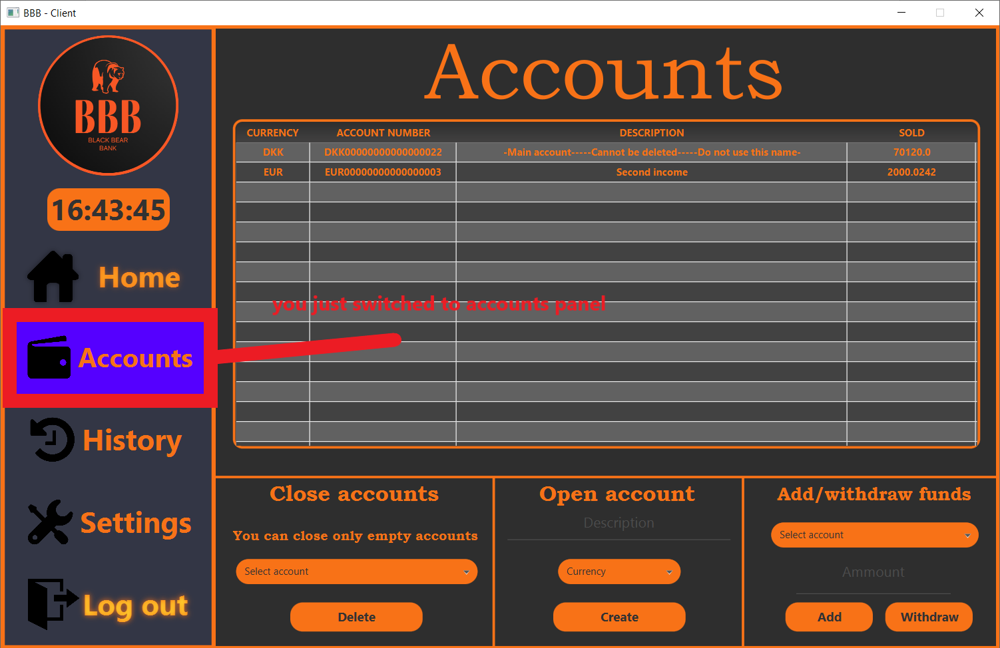 BBB - Client
BBB
BLACK BEAR
BANK
16:43:45
Home
Accounts
History
Settings
Log out
Accounts
CURRENCY ACCOUNT NUMBER DESCRIPTION SOLD
DKK DKK00000000000000022 -Main account-----Cannot be deleted-----Do not use this name- 70120.0
EUR EUR00000000000000003 Second income 2000.0242
you just switched to accounts panel
Close accounts
You can close only empty accounts
Select account
Delete
Open account
Description
Currency
Create
Add/withdraw funds
Select account
Ammount
Add Withdraw